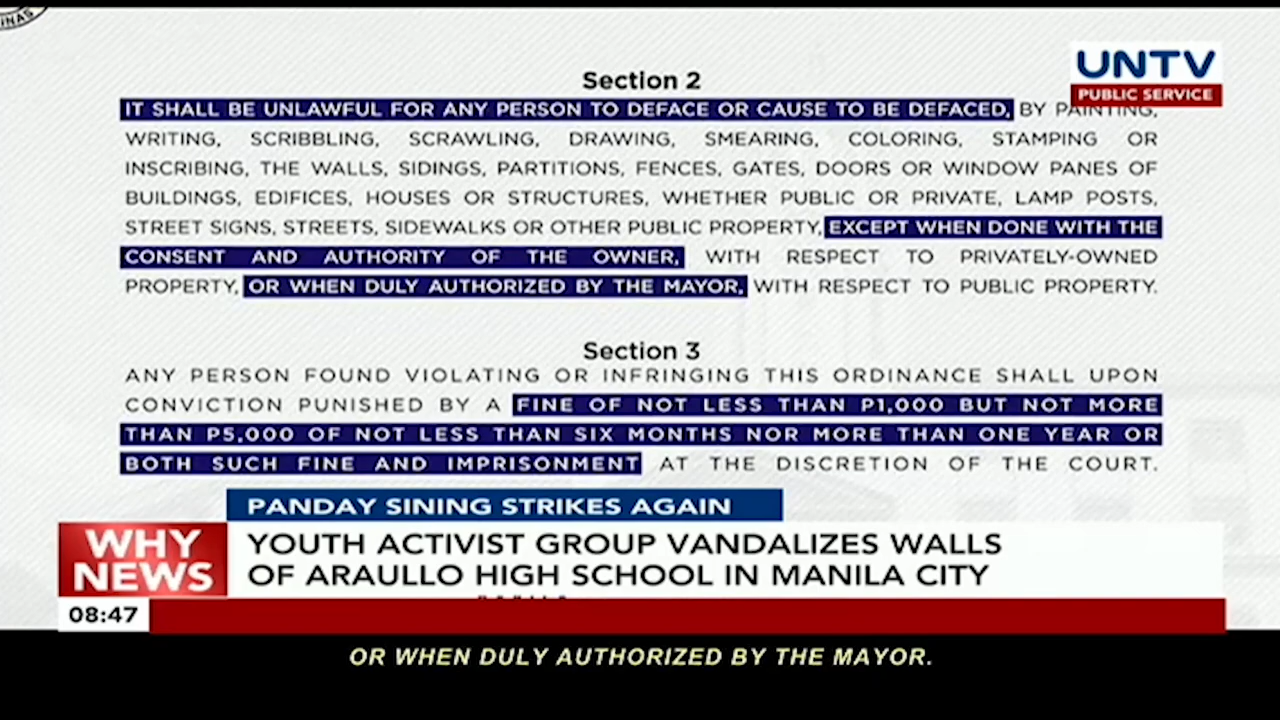 INAS
Section 2
UNTV
PUBLIC SERVICE
IT SHALL BE UNLAWFUL FOR ANY PERSON TO DEFACE OR CAUSE TO BE DEFACED, BY PAINTING,
WRITING, SCRIBBLING, SCRAWLING, DRAWING, SMEARING, COLORING, STAMPING OR
INSCRIBING, THE WALLS, SIDINGS, PARTITIONS, FENCES, GATES, DOORS OR WINDOW PANES OF
BUILDINGS, EDIFICES, HOUSES OR STRUCTURES, WHETHER PUBLIC OR PRIVATE, LAMP POSTS,
STREET SIGNS, STREETS, SIDEWALKS OR OTHER PUBLIC PROPERTY, EXCEPT WHEN DONE WITH THE
CONSENT AND AUTHORITY OF THE OWNER, WITH RESPECT TO PRIVATELY-OWNED
PROPERTY, OR WHEN DULY AUTHORIZED BY THE MAYOR, WITH RESPECT TO PUBLIC PROPERTY.
Section 3
ANY PERSON FOUND VIOLATING OR INFRINGING THIS ORDINANCE SHALL UPON
CONVICTION PUNISHED BY A FINE OF NOT LESS THAN P1,000 BUT NOT MORE
THAN P5,000 OF NOT LESS THAN SIX MONTHS NOR MORE THAN ONE YEAR OR
BOTH SUCH FINE AND IMPRISONMENT AT THE DISCRETION OF THE COURT.
PANDAY SINING STRIKES AGAIN
WHY
NEWS
YOUTH ACTIVIST GROUP VANDALIZES WALLS
OF ARAULLO HIGH SCHOOL IN MANILA CITY
08:47
OR WHEN DULY AUTHORIZED BY THE MAYOR.